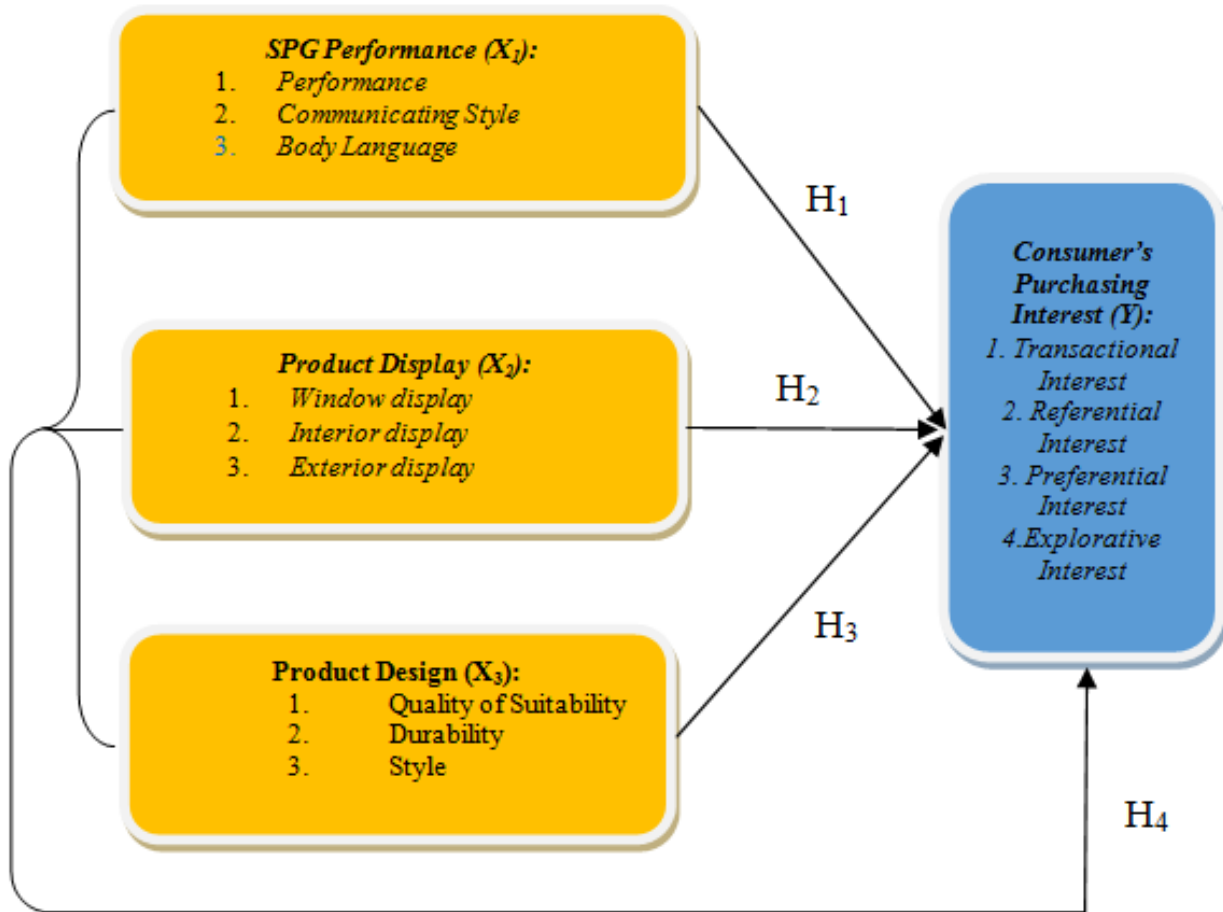 SPG Performance (X₁):
1. Performance
2. Communicating Style
3. Body Language
H₁
Consumer’s
Purchasing
Interest (Y):
1. Transactional
Interest
2. Referential
Interest
3. Preferential
Interest
4.Explorative
Interest
Product Display (X₂):
1. Window display
2. Interior display
3. Exterior display
H₂
H₃
Product Design (X₃):
1. Quality of Suitability
2. Durability
3. Style
H₄